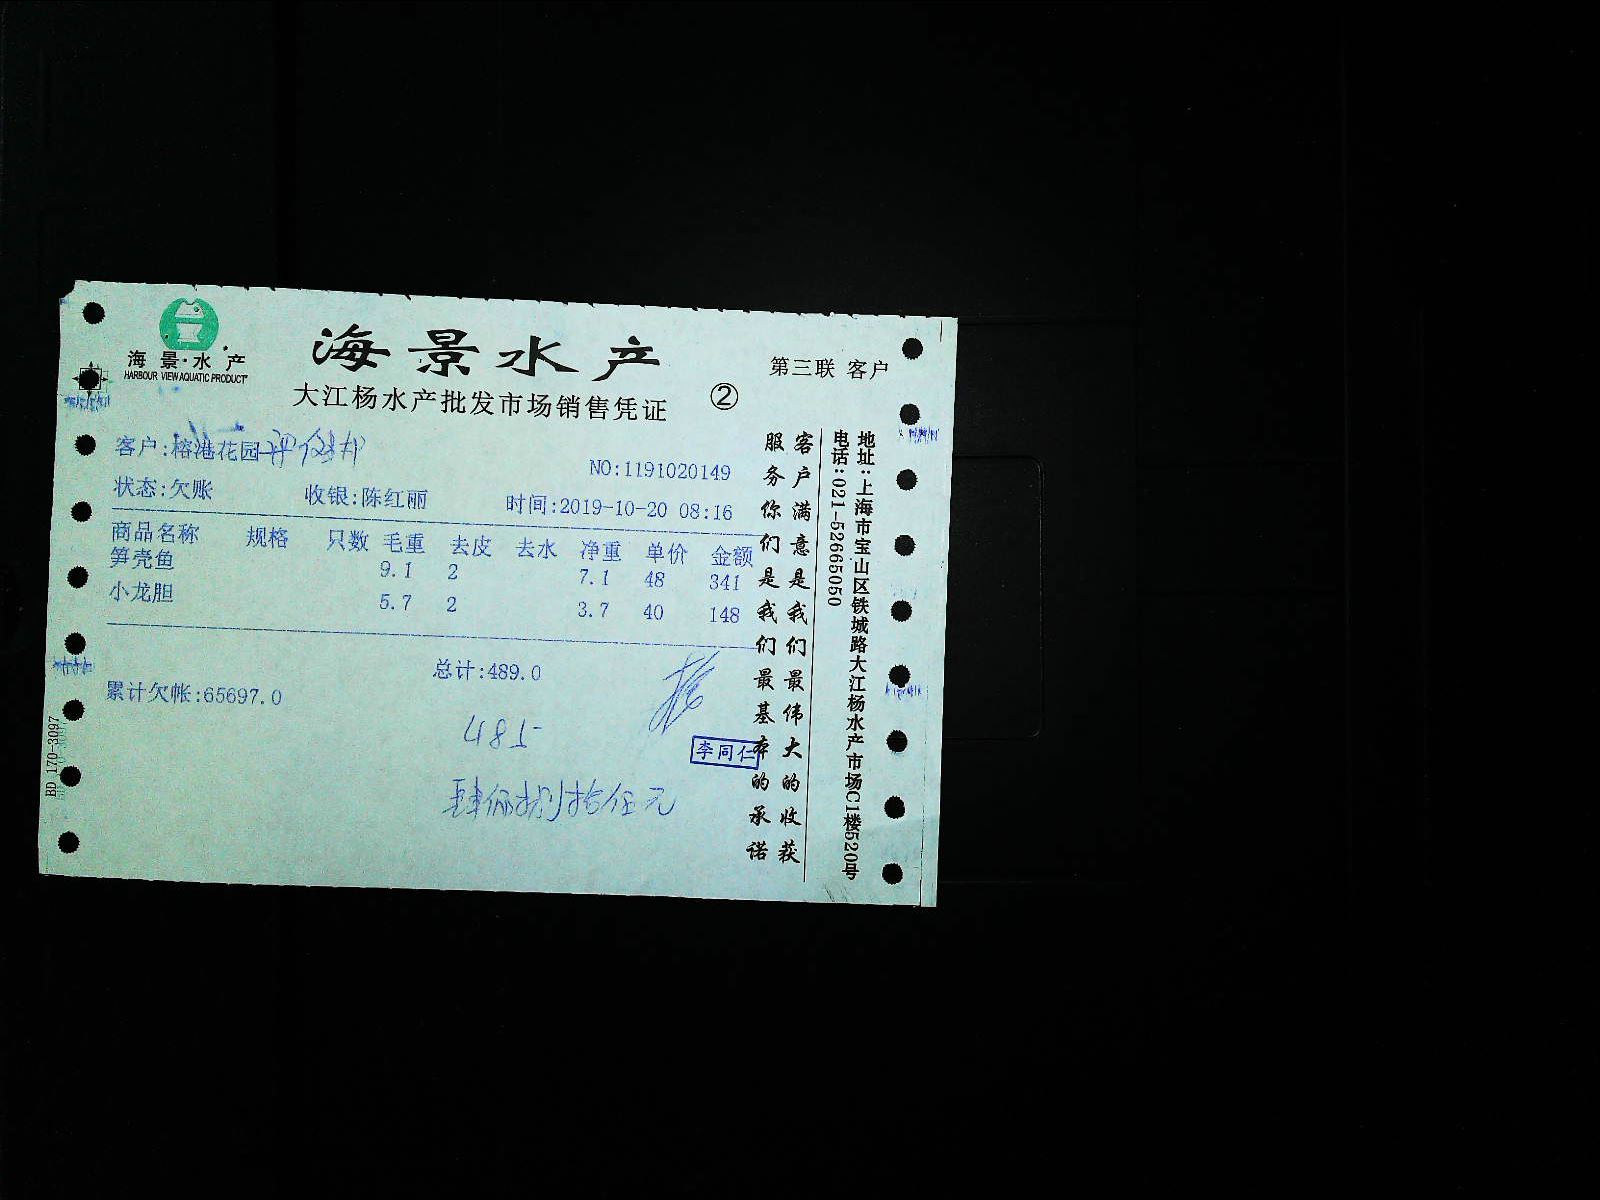 海景·水产
HARBOUR VIEW AQUATIC PRODUCT
海景水产
大江杨水产批发市场销售凭证
②
第三联 客户
客户:榕港花园
NO:1191020149
状态:欠账 收银:陈红丽 时间:2019-10-20 08:16
商品名称 规格 只数 毛重 去皮 去水 净重 单价 金额
笋壳鱼 9.1 2 7.1 48 341
小龙胆 5.7 2 3.7 40 148
总计:489.0
累计欠帐:65697.0
485
李同仁
肆佰捌拾伍元
客户满意是我们最伟大的收获
服务你们是我们最基本的承诺
地址:上海市宝山区铁城路大江杨水产市场C1楼520号
电话:021-52665050
BD 170-3097